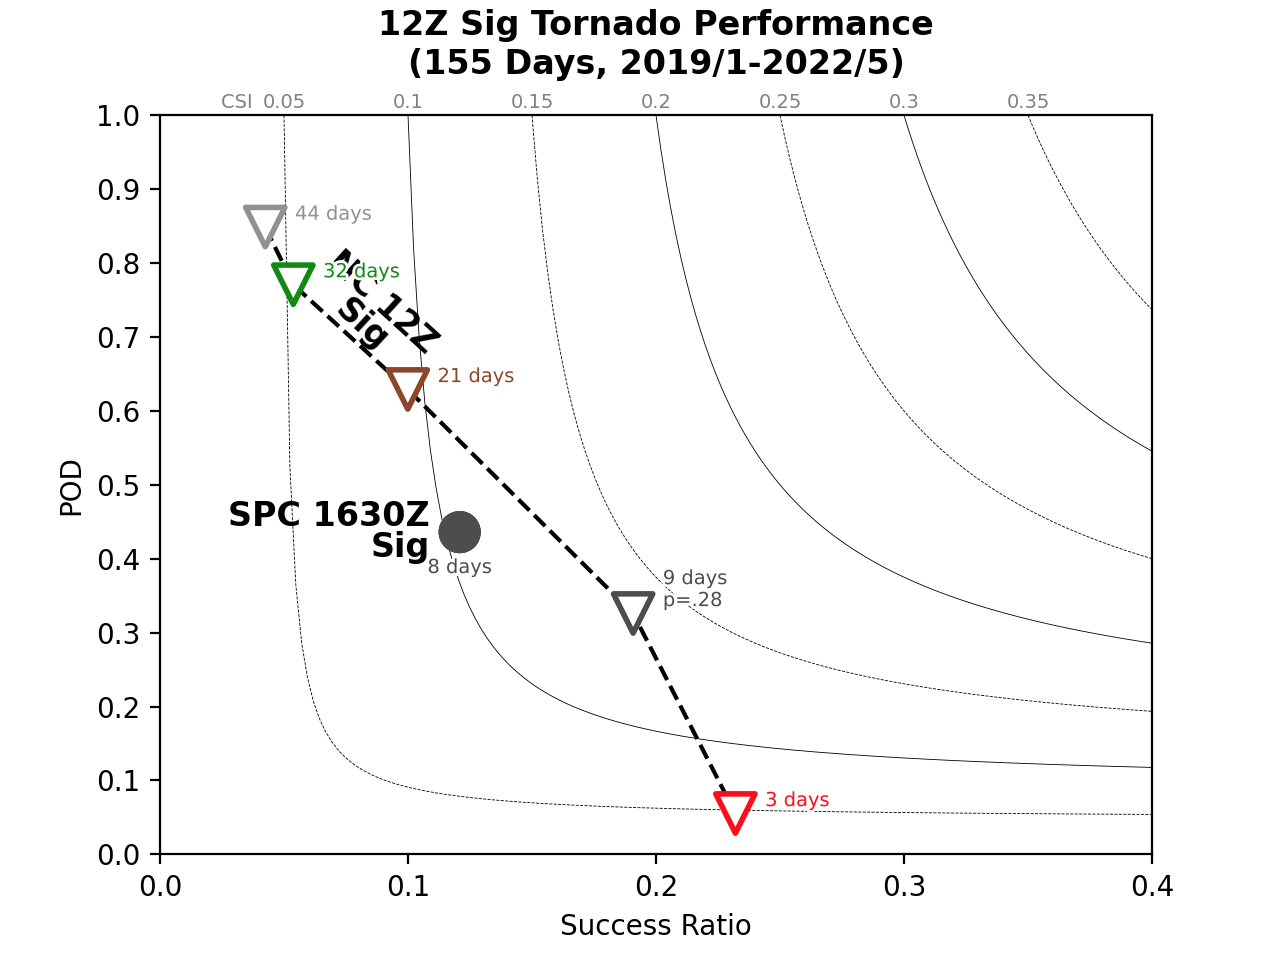 12Z Sig Tornado Performance
(155 Days, 2019/1-2022/5)
CSI 0.05 0.1 0.15 0.2 0.25 0.3 0.35
1.0
0.9
44 days
0.8
32 days
NC 12Z
Sig
0.7
21 days
0.6
POD
0.5
SPC 1630Z
Sig
8 days
0.4
9 days
p=.28
0.3
0.2
0.1
3 days
0.0
0.0 0.1 0.2 0.3 0.4
Success Ratio